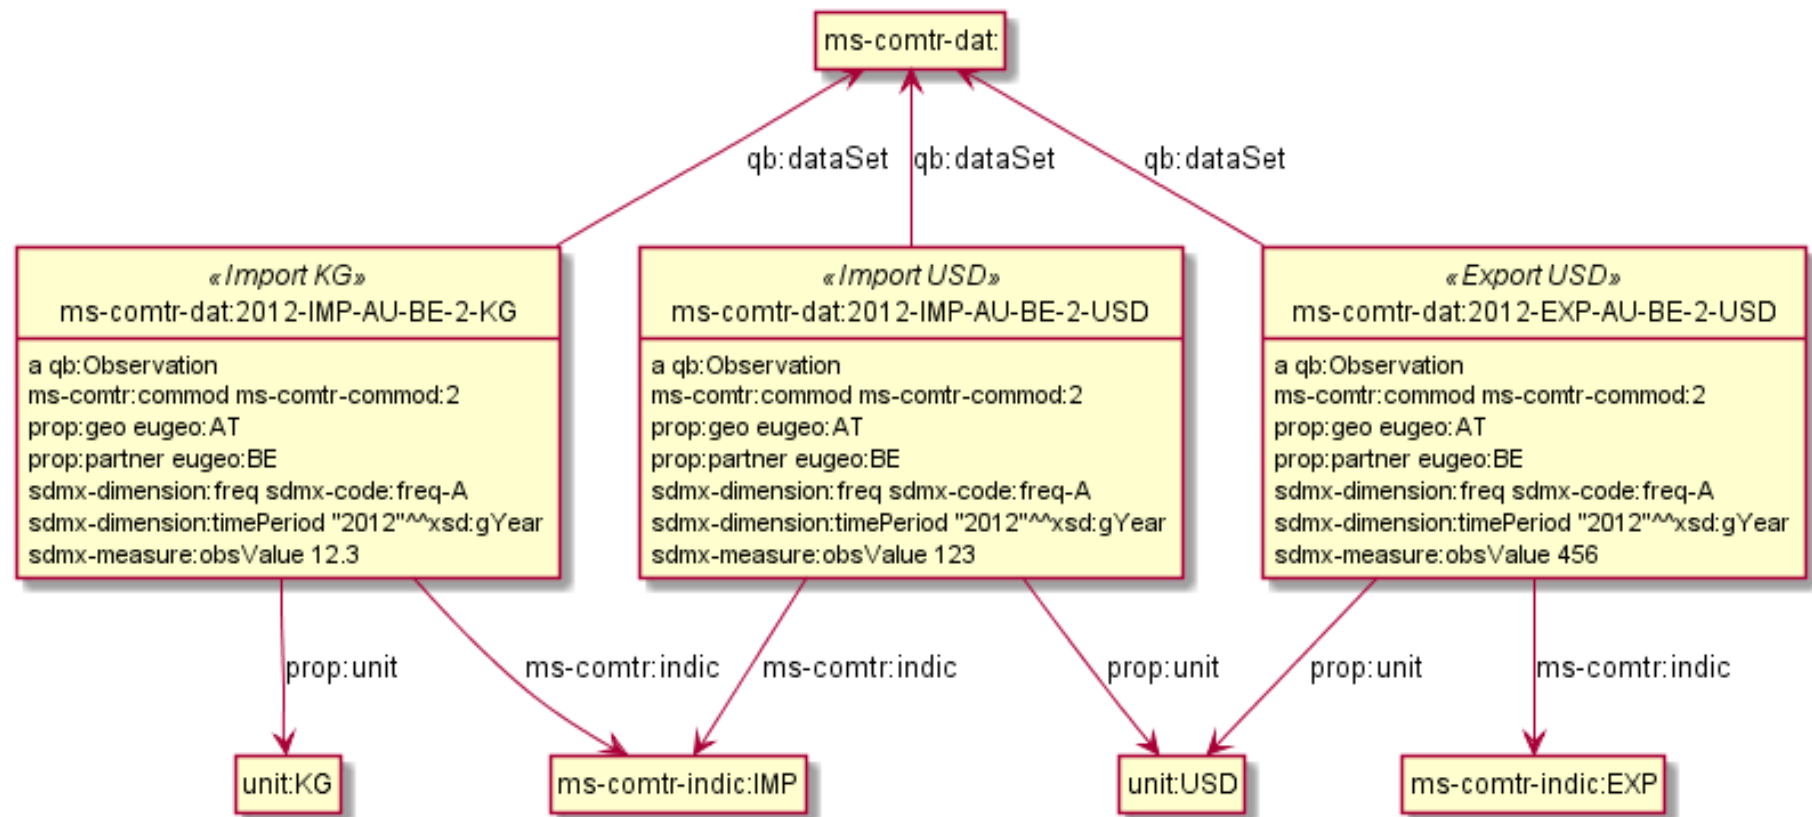 ms-comtr-dat:
qb:dataSet
qb:dataSet
qb:dataSet
«Import KG»
ms-comtr-dat:2012-IMP-AU-BE-2-KG
a qb:Observation
ms-comtr:commod ms-comtr-commod:2
prop:geo eugeo:AT
prop:partner eugeo:BE
sdmx-dimension:freq sdmx-code:freq-A
sdmx-dimension:timePeriod "2012"^^xsd:gYear
sdmx-measure:obsValue 12.3
«Import USD»
ms-comtr-dat:2012-IMP-AU-BE-2-USD
a qb:Observation
ms-comtr:commod ms-comtr-commod:2
prop:geo eugeo:AT
prop:partner eugeo:BE
sdmx-dimension:freq sdmx-code:freq-A
sdmx-dimension:timePeriod "2012"^^xsd:gYear
sdmx-measure:obsValue 123
«Export USD»
ms-comtr-dat:2012-EXP-AU-BE-2-USD
a qb:Observation
ms-comtr:commod ms-comtr-commod:2
prop:geo eugeo:AT
prop:partner eugeo:BE
sdmx-dimension:freq sdmx-code:freq-A
sdmx-dimension:timePeriod "2012"^^xsd:gYear
sdmx-measure:obsValue 456
prop:unit
ms-comtr:indic
ms-comtr:indic
prop:unit
prop:unit
ms-comtr:indic
unit:KG
ms-comtr-indic:IMP
unit:USD
ms-comtr-indic:EXP